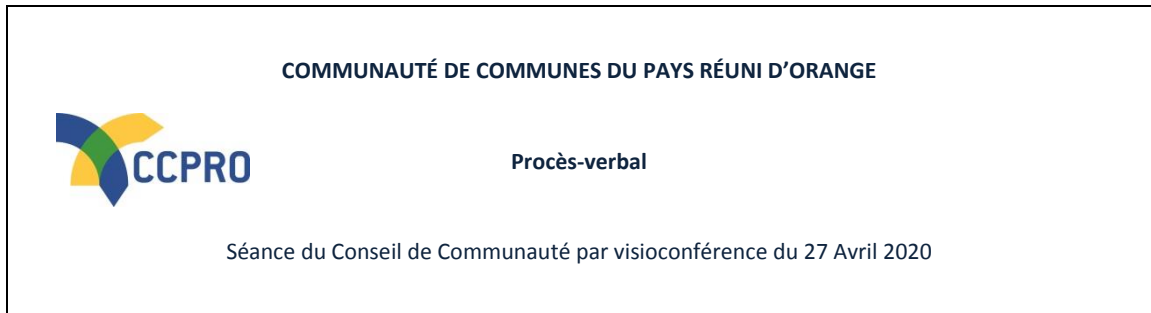 COMMUNAUTÉ DE COMMUNES DU PAYS RÉUNI D’ORANGE
CCPRO
Procès-verbal
Séance du Conseil de Communauté par visioconférence du 27 Avril 2020